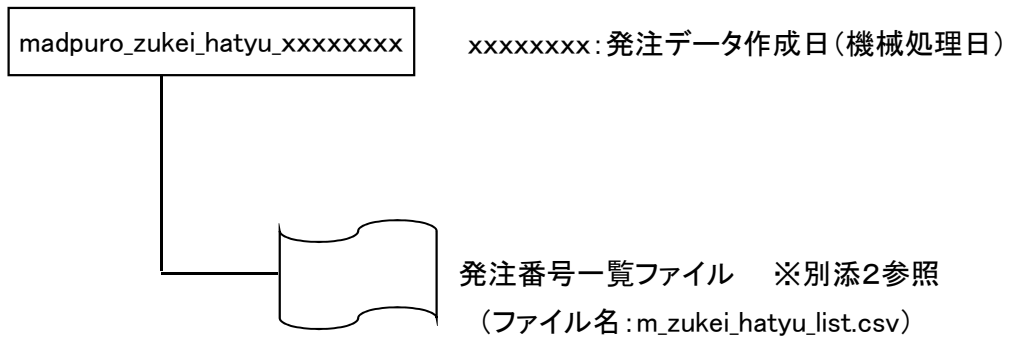 madpuro_zukei_hatyu_xxxxxxxx
xxxxxxxx:発注データ作成日(機械処理日)
発注番号一覧ファイル ※別添2参照
(ファイル名:m_zukei_hatyu_list.csv)